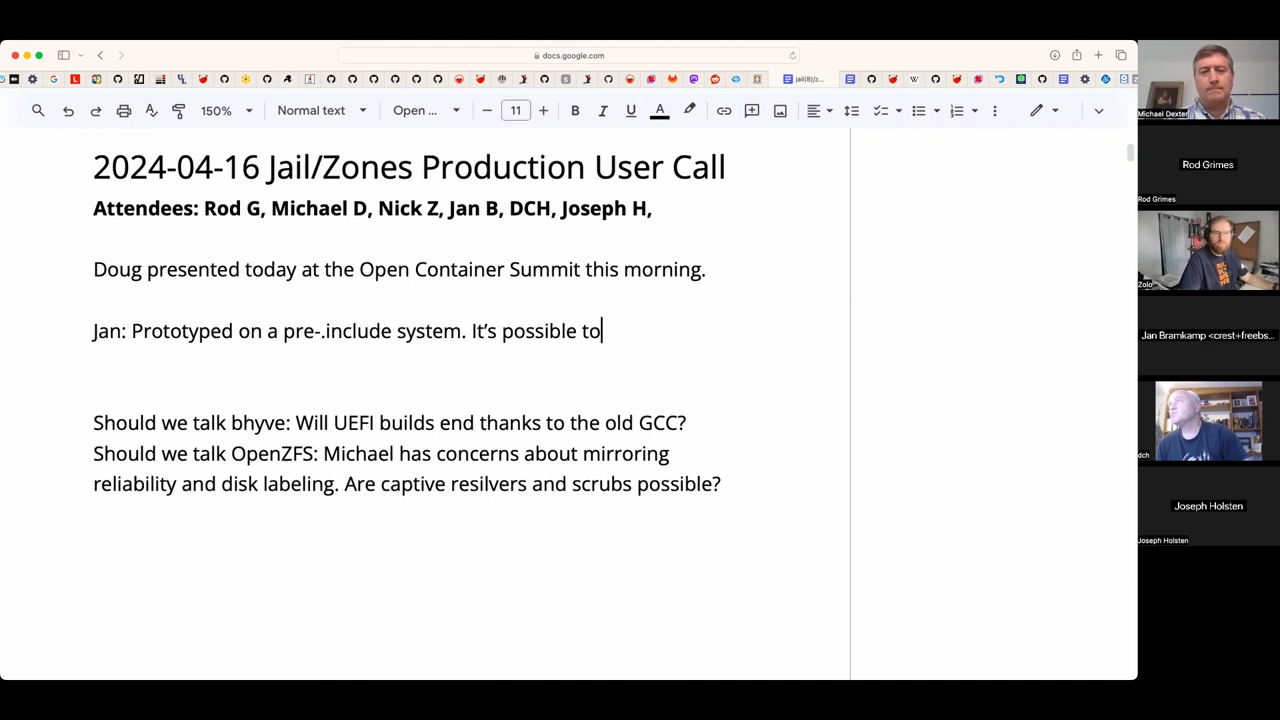 docs.google.com
jail(8)/z...
150%
Normal text
Open ...
11
2024-04-16 Jail/Zones Production User Call
Attendees: Rod G, Michael D, Nick Z, Jan B, DCH, Joseph H,
Doug presented today at the Open Container Summit this morning.
Jan: Prototyped on a pre-.include system. It’s possible to
Should we talk bhyve: Will UEFI builds end thanks to the old GCC?
Should we talk OpenZFS: Michael has concerns about mirroring
reliability and disk labeling. Are captive resilvers and scrubs possible?
Michael Dexter
Rod Grimes
Rod Grimes
Zolo
Jan Bramkamp <crest+freebs...
dch
Joseph Holsten
Joseph Holsten